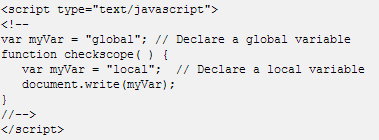 <script type="text/javascript">
<!--
var myVar = "global"; // Declare a global variable
function checkscope( ) {
   var myVar = "local";  // Declare a local variable
   document.write(myVar);
}
//-->
</script>